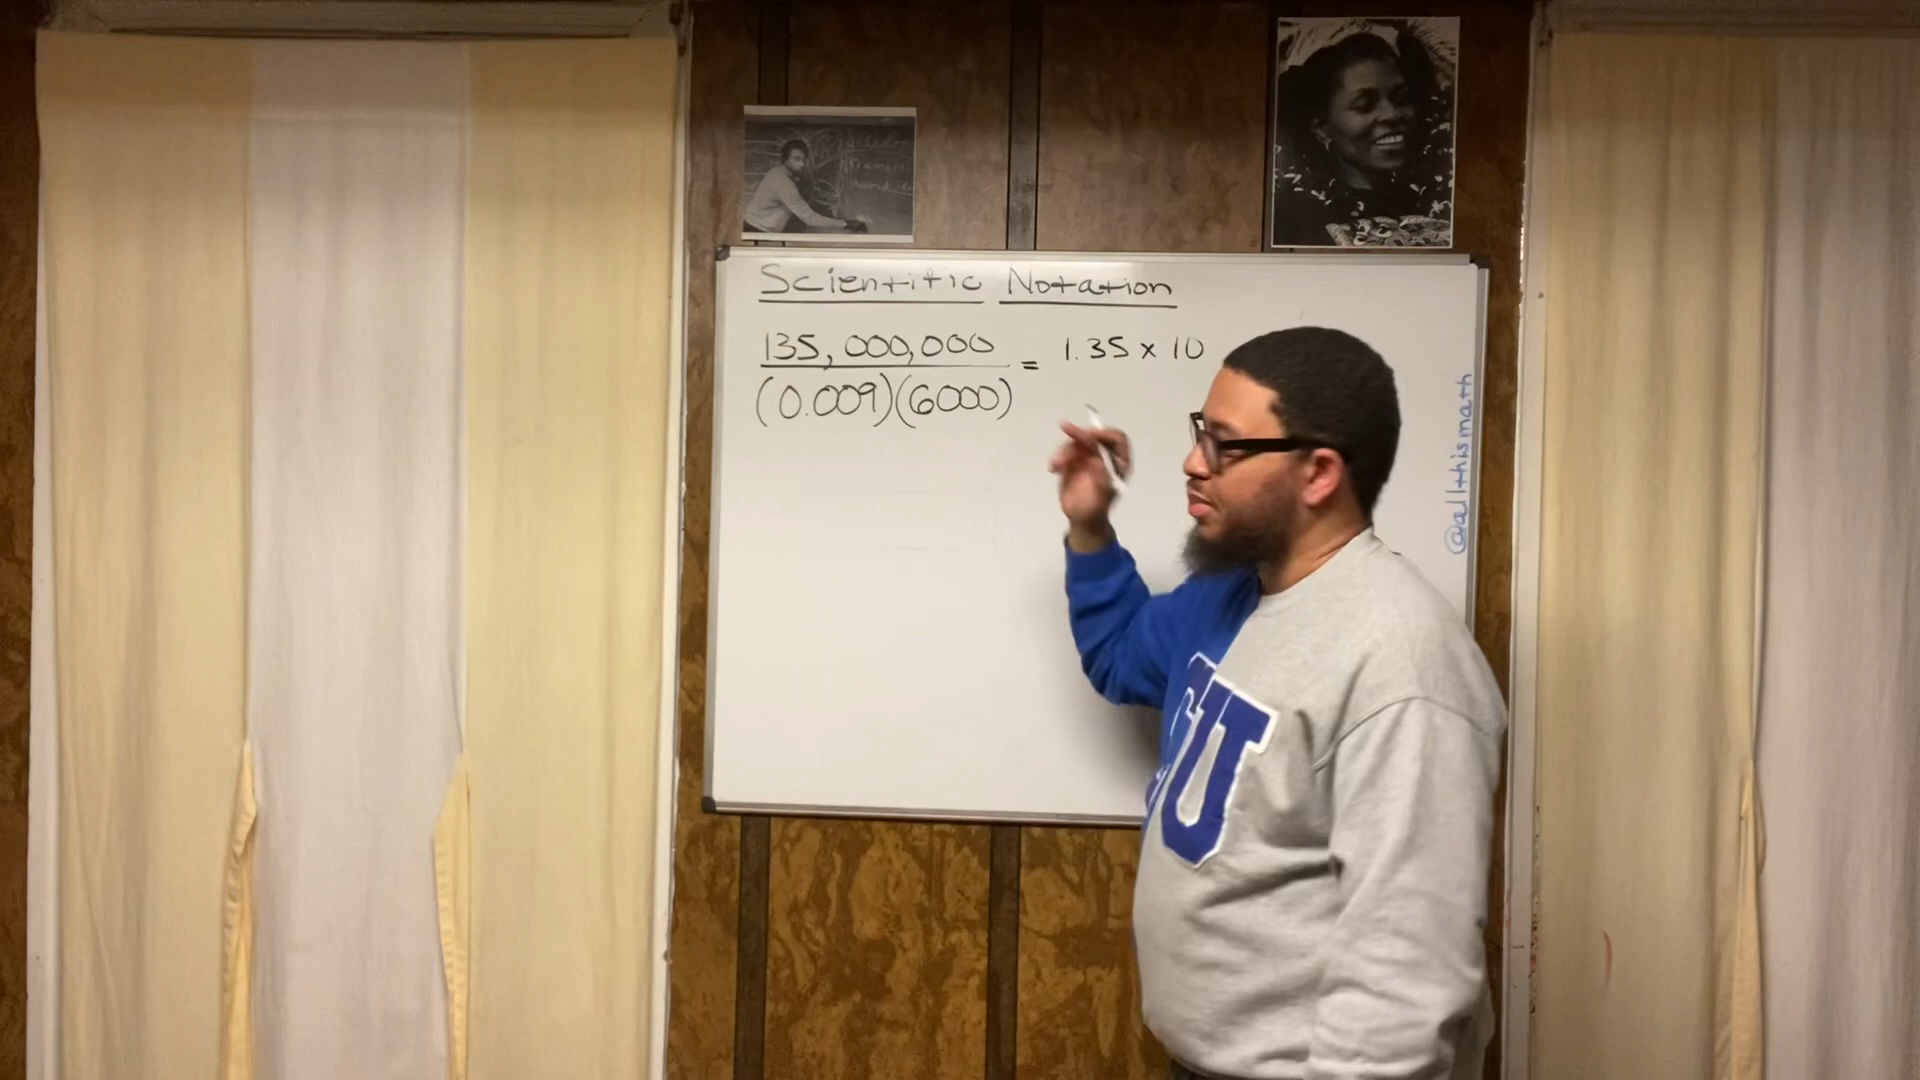 Scientific Notation
135,000,000
= 1.35 x 10
(0.009)(6000)
@allthismath
U